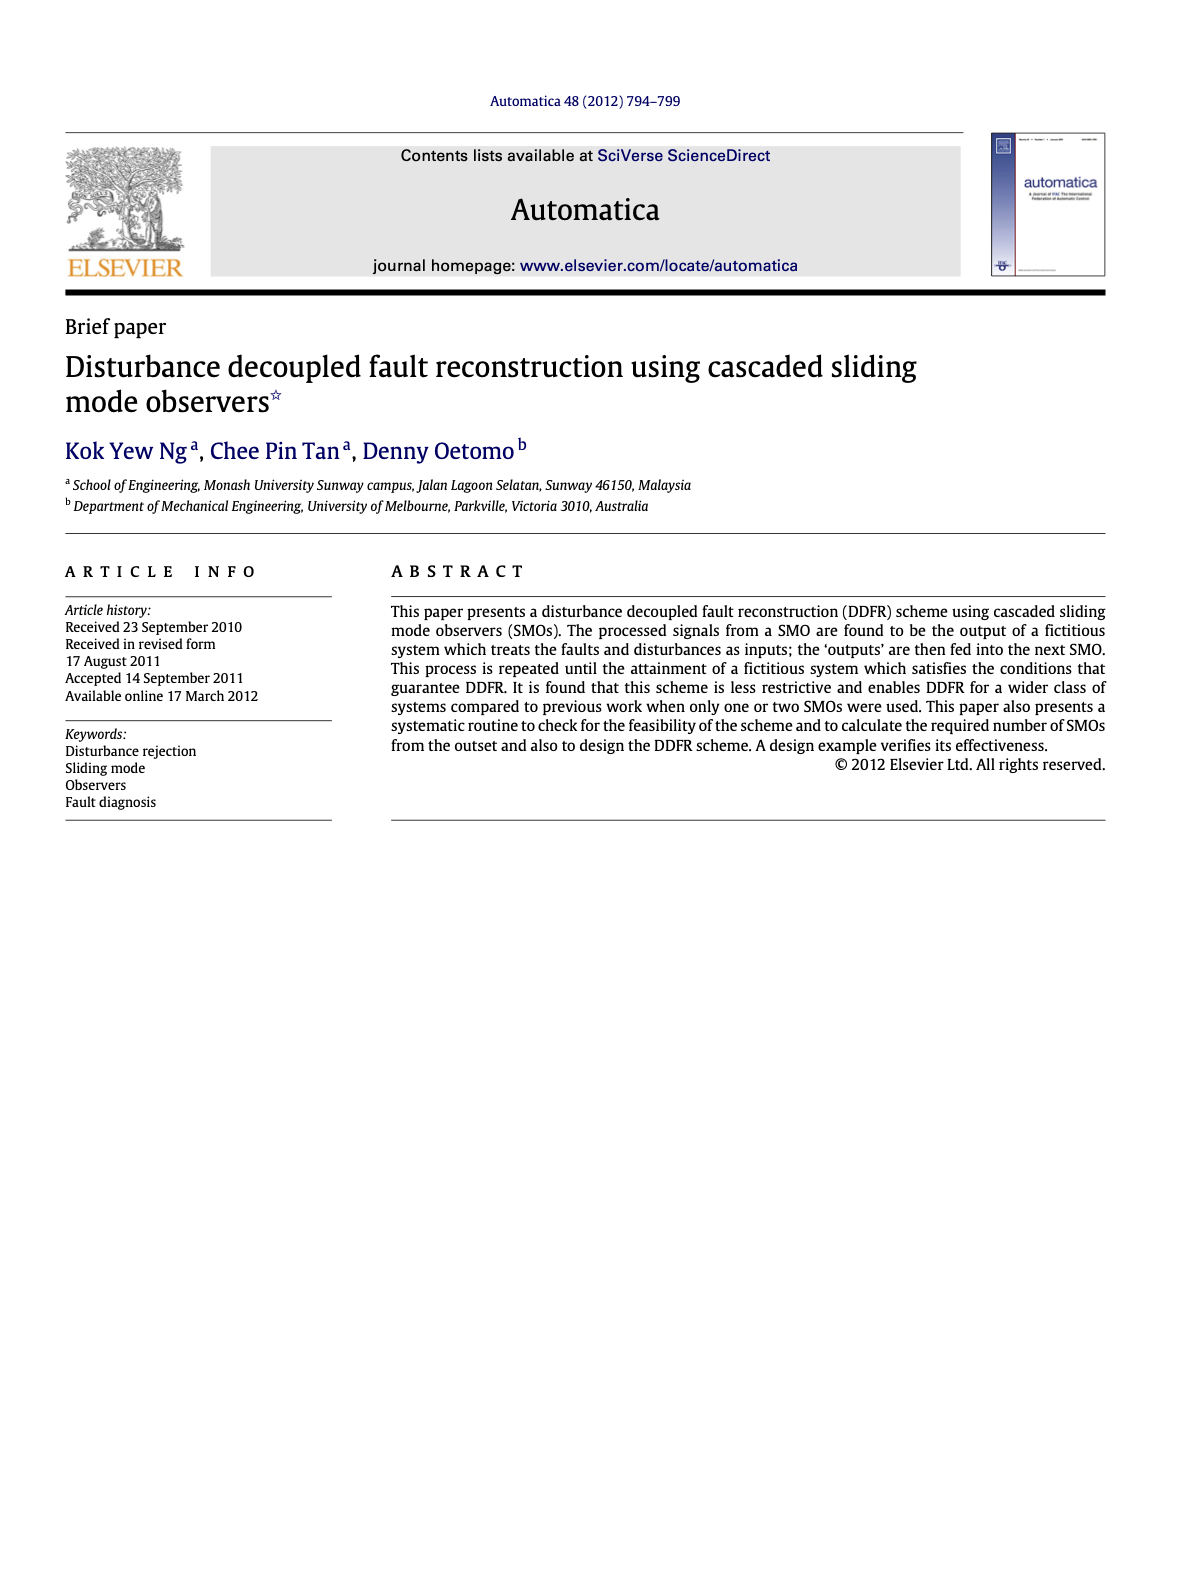 Automatica 48 (2012) 794–799
Contents lists available at SciVerse ScienceDirect
Automatica
journal homepage: www.elsevier.com/locate/automatica
ELSEVIER
automatica
A Journal of IFAC The International
Federation of Automatic Control
Brief paper
Disturbance decoupled fault reconstruction using cascaded sliding
mode observers☆
Kok Yew Ng a, Chee Pin Tan a, Denny Oetomo b
a School of Engineering, Monash University Sunway campus, Jalan Lagoon Selatan, Sunway 46150, Malaysia
b Department of Mechanical Engineering, University of Melbourne, Parkville, Victoria 3010, Australia
ARTICLE INFO
Article history:
Received 23 September 2010
Received in revised form
17 August 2011
Accepted 14 September 2011
Available online 17 March 2012
Keywords:
Disturbance rejection
Sliding mode
Observers
Fault diagnosis
ABSTRACT
This paper presents a disturbance decoupled fault reconstruction (DDFR) scheme using cascaded sliding
mode observers (SMOs). The processed signals from a SMO are found to be the output of a fictitious
system which treats the faults and disturbances as inputs; the ‘outputs’ are then fed into the next SMO.
This process is repeated until the attainment of a fictitious system which satisfies the conditions that
guarantee DDFR. It is found that this scheme is less restrictive and enables DDFR for a wider class of
systems compared to previous work when only one or two SMOs were used. This paper also presents a
systematic routine to check for the feasibility of the scheme and to calculate the required number of SMOs
from the outset and also to design the DDFR scheme. A design example verifies its effectiveness.
© 2012 Elsevier Ltd. All rights reserved.